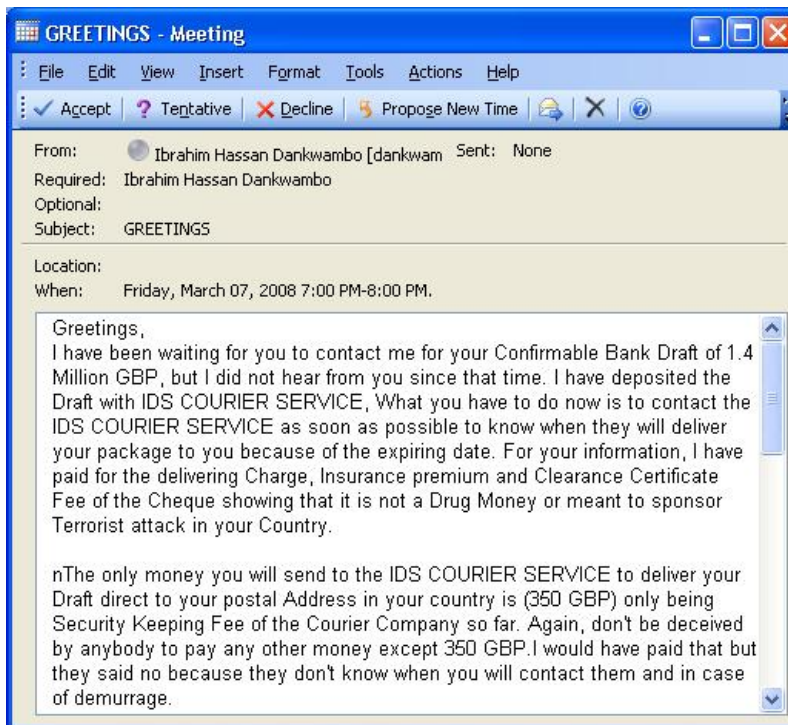 GREETINGS - Meeting
File Edit View Insert Format Tools Actions Help
Accept ? Tentative Decline Propose New Time
From: Ibrahim Hassan Dankwambo [dankwam Sent: None
Required: Ibrahim Hassan Dankwambo
Optional:
Subject: GREETINGS
Location:
When: Friday, March 07, 2008 7:00 PM-8:00 PM.
Greetings,
I have been waiting for you to contact me for your Confirmable Bank Draft of 1.4
Million GBP, but I did not hear from you since that time. I have deposited the
Draft with IDS COURIER SERVICE, What you have to do now is to contact the
IDS COURIER SERVICE as soon as possible to know when they will deliver
your package to you because of the expiring date. For your information, I have
paid for the delivering Charge, Insurance premium and Clearance Certificate
Fee of the Cheque showing that it is not a Drug Money or meant to sponsor
Terrorist attack in your Country.
nThe only money you will send to the IDS COURIER SERVICE to deliver your
Draft direct to your postal Address in your country is (350 GBP) only being
Security Keeping Fee of the Courier Company so far. Again, don't be deceived
by anybody to pay any other money except 350 GBP.I would have paid that but
they said no because they don't know when you will contact them and in case
of demurrage.